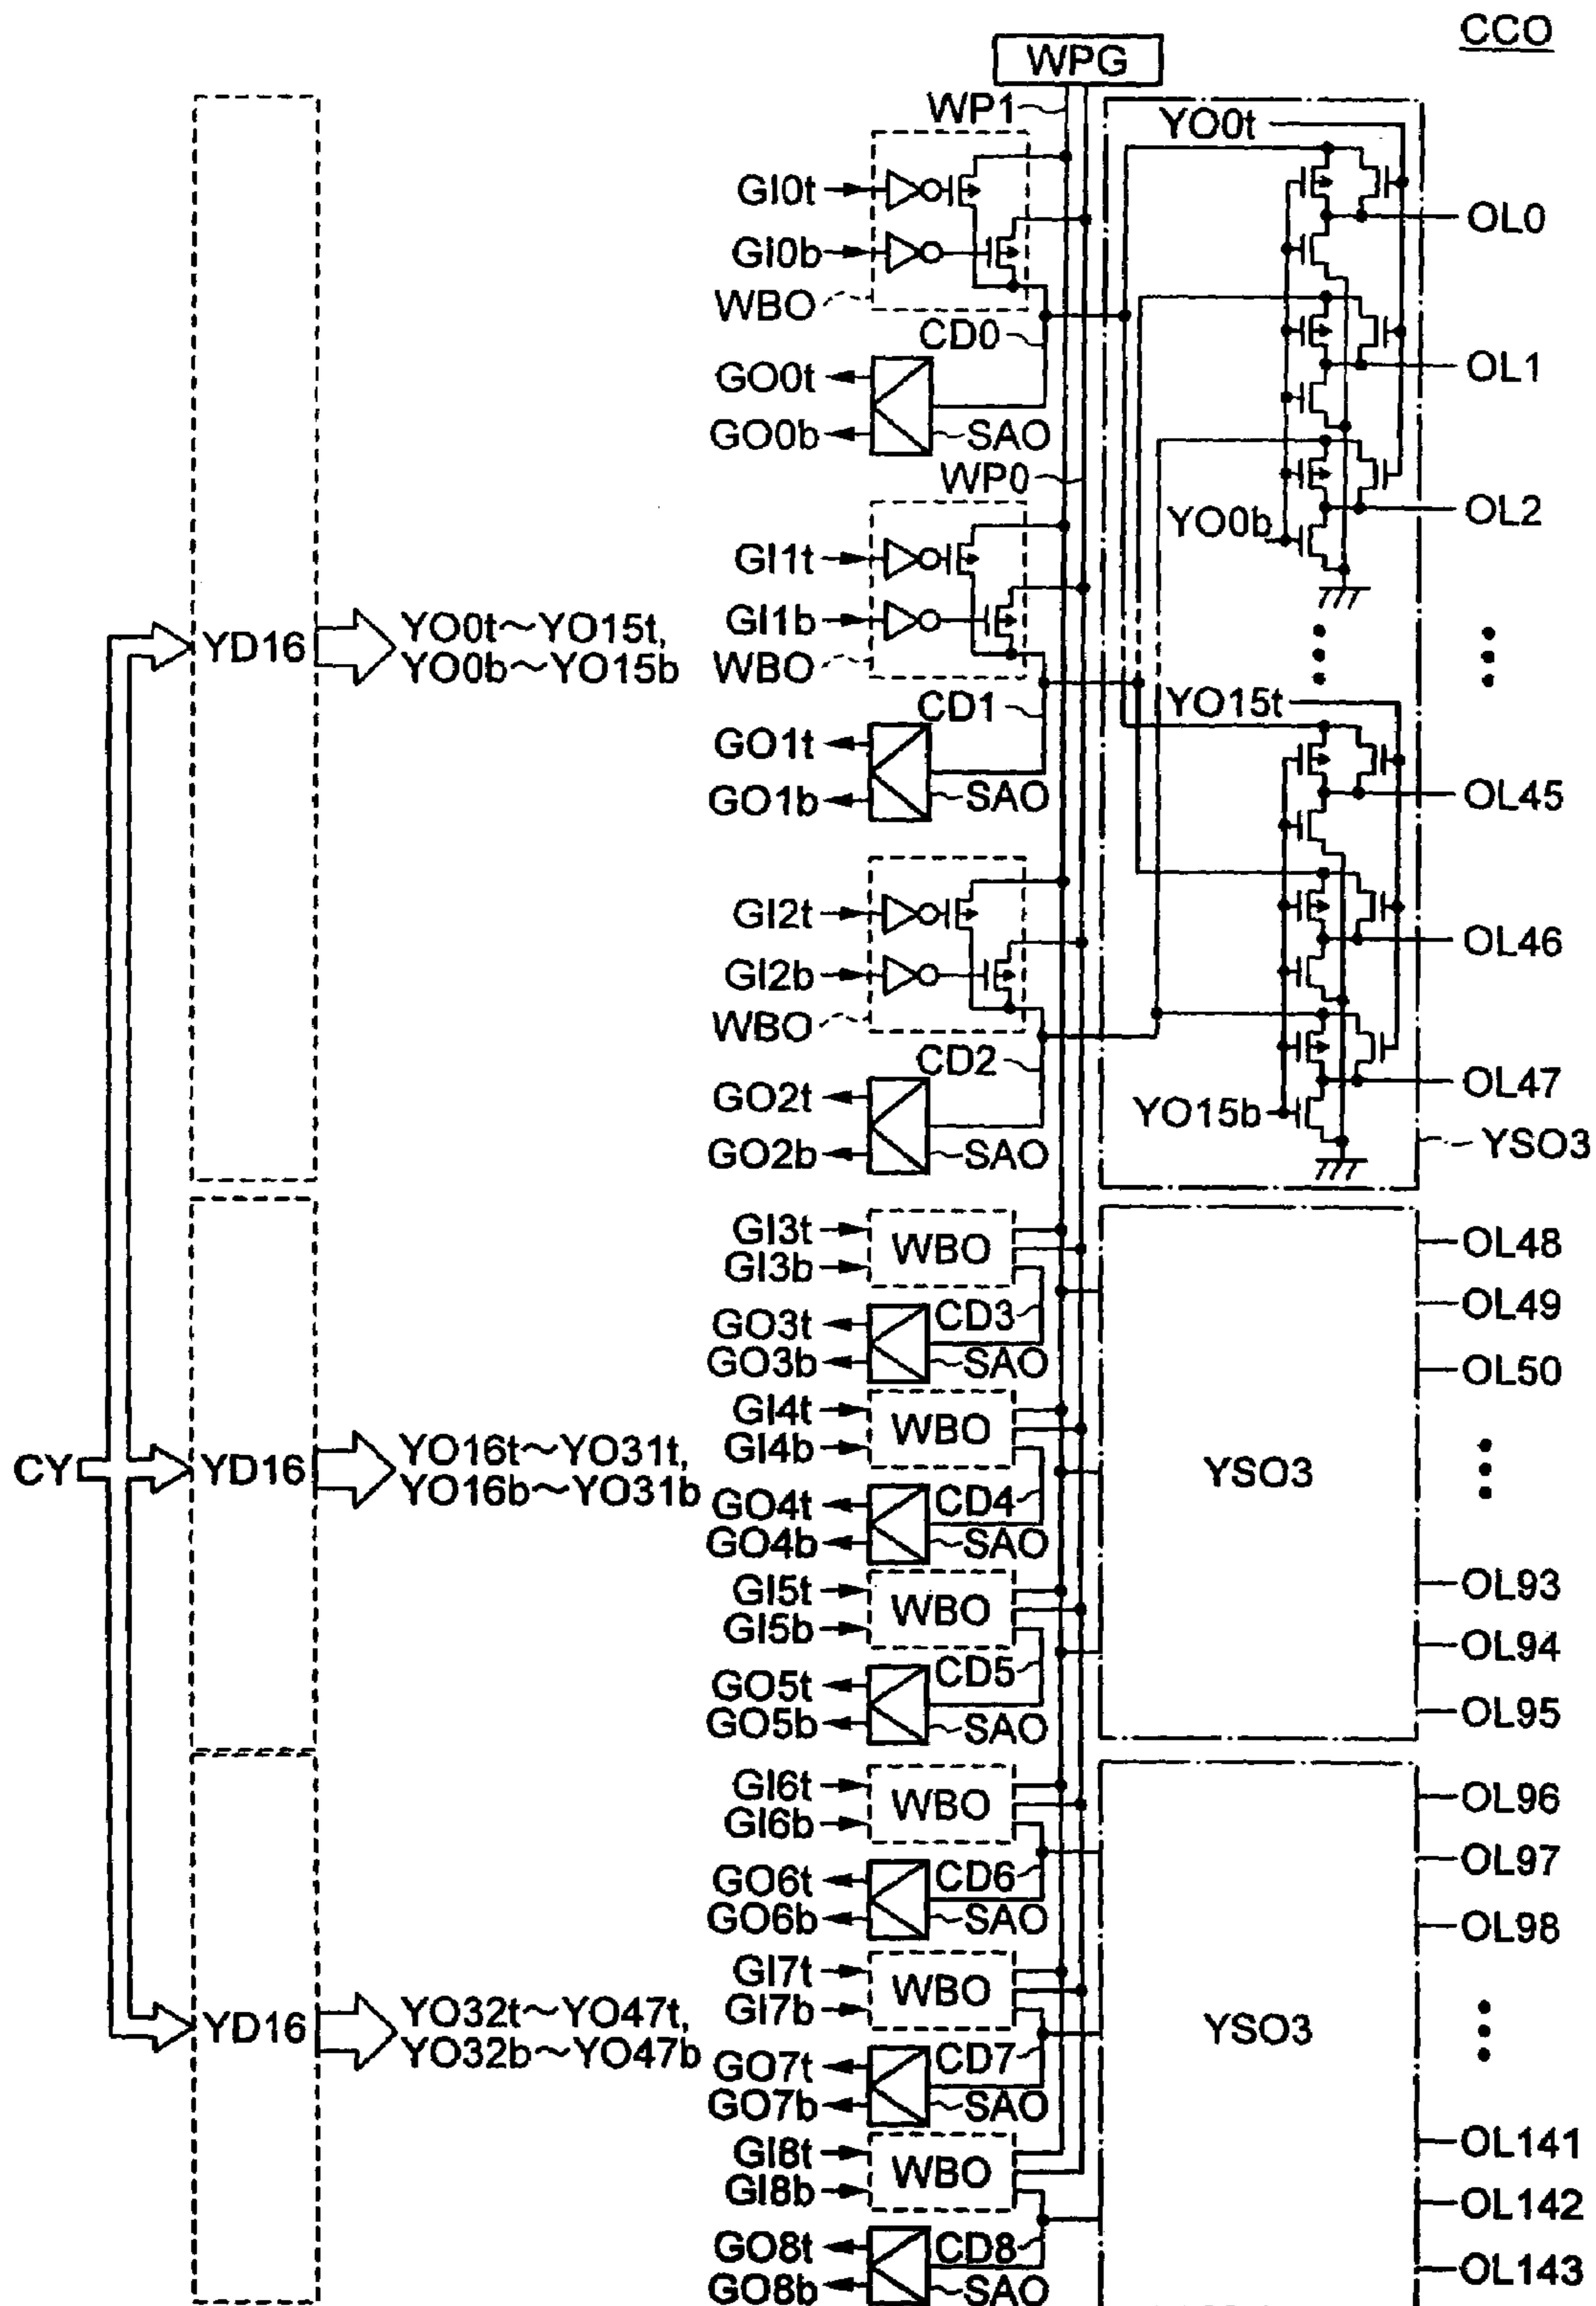 CCO
WPG
WP1
YO0t
GI0t
OL0
GI0b
WBO
CD0
GO0t
OL1
GO0b
SAO
WP0
OL2
YO0b
GI1t
GI1b
WBO
YD16
YO0t~YO15t,
YO0b~YO15b
CD1
YO15t
GO1t
OL45
GO1b
SAO
GI2t
OL46
GI2b
WBO
CD2
OL47
GO2t
YO15b
GO2b
SAO
YSO3
GI3t
WBO
OL48
GI3b
CD3
OL49
GO3t
GO3b
SAO
OL50
GI4t
WBO
GI4b
CY
YD16
YO16t~YO31t,
YO16b~YO31b
YSO3
CD4
GO4t
GO4b
SAO
GI5t
WBO
OL93
GI5b
OL94
CD5
GO5t
GO5b
SAO
OL95
GI6t
WBO
OL96
GI6b
OL97
CD6
GO6t
GO6b
SAO
OL98
GI7t
WBO
GI7b
YD16
YO32t~YO47t,
YO32b~YO47b
YSO3
CD7
GO7t
GO7b
SAO
GI8t
WBO
OL141
GI8b
OL142
CD8
GO8t
GO8b
SAO
OL143